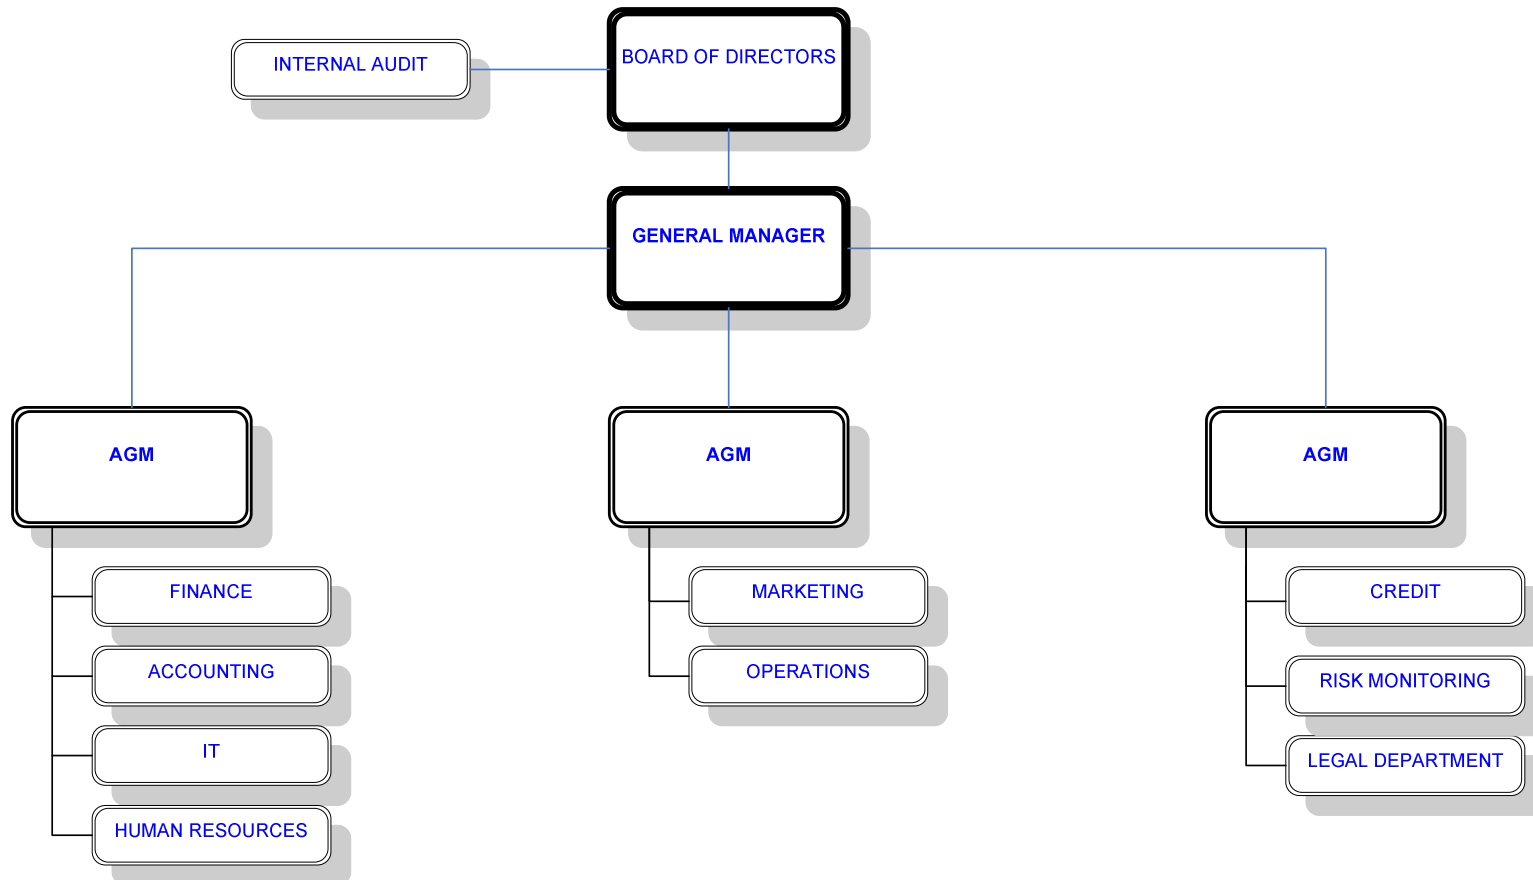 INTERNAL AUDIT
BOARD OF DIRECTORS
GENERAL MANAGER
AGM
AGM
AGM
FINANCE
ACCOUNTING
IT
HUMAN RESOURCES
MARKETING
OPERATIONS
CREDIT
RISK MONITORING
LEGAL DEPARTMENT